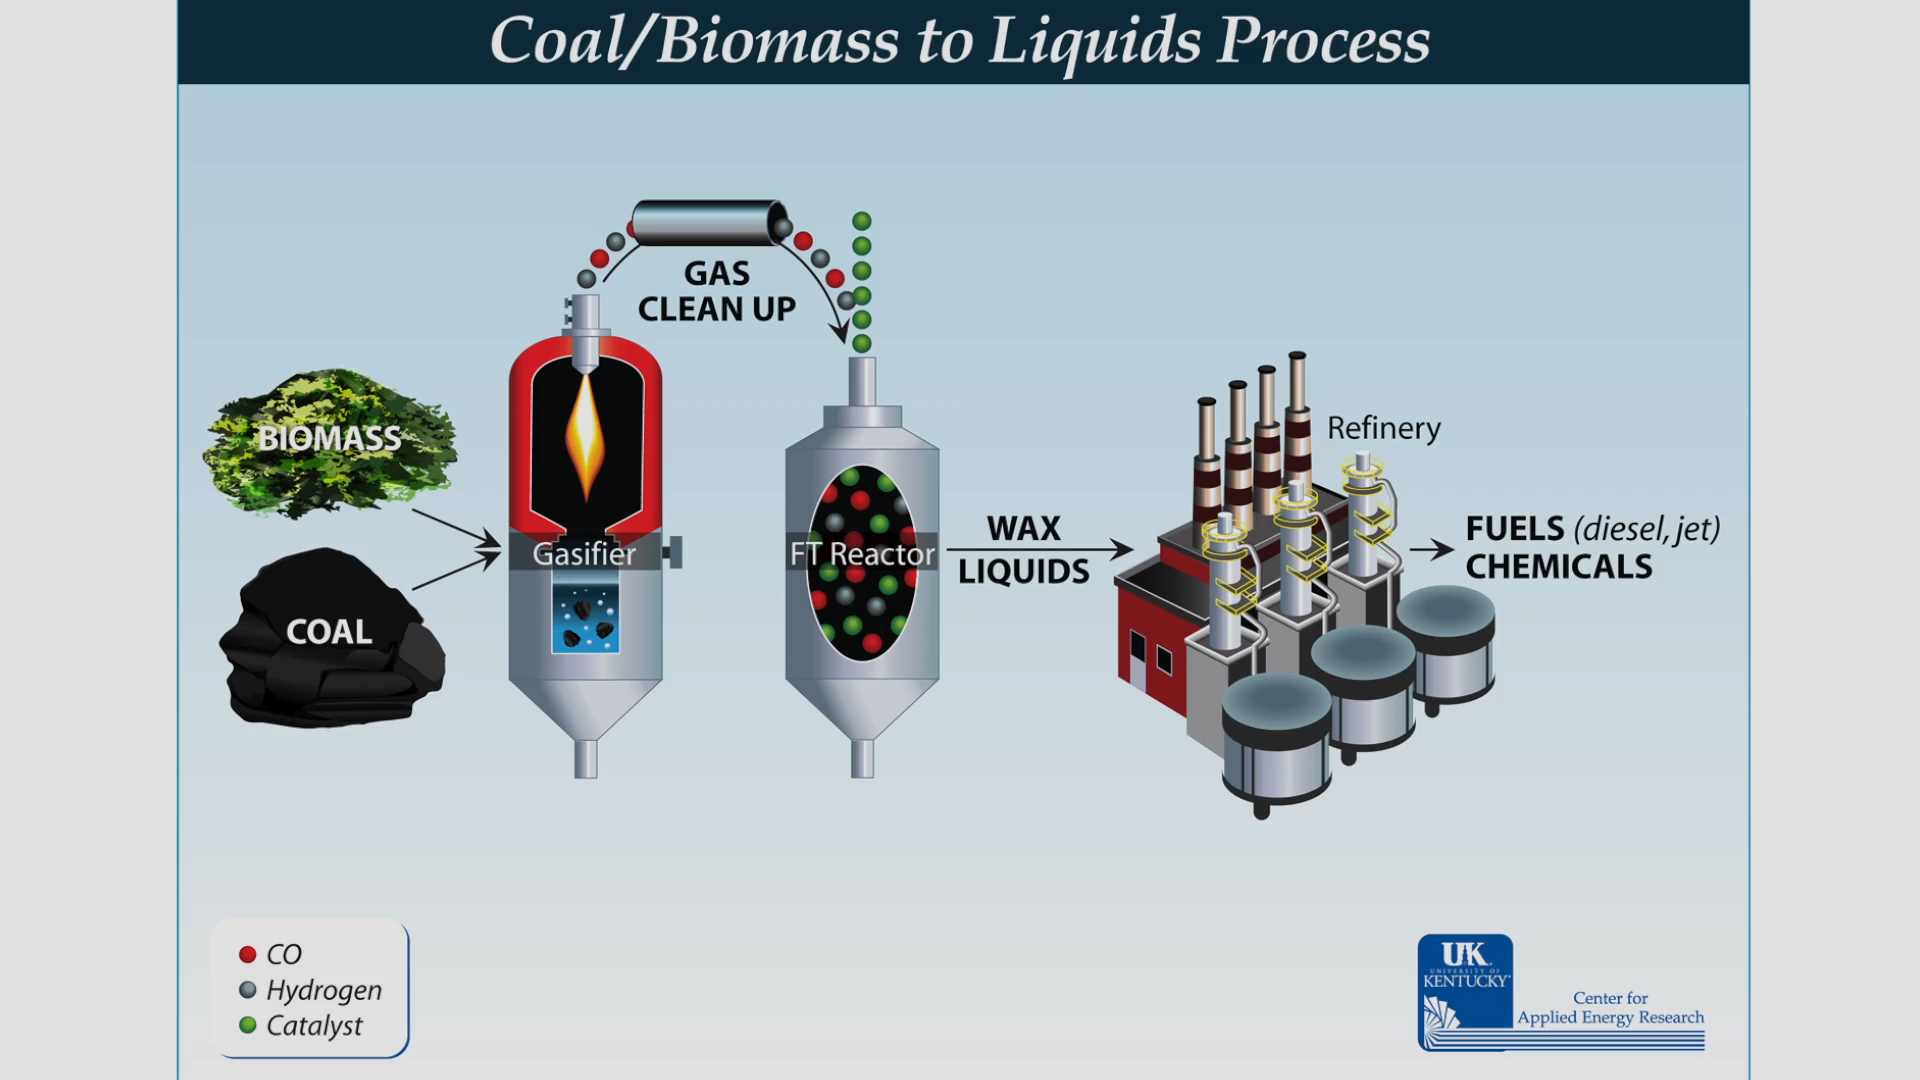 Coal/Biomass to Liquids Process
GAS
CLEAN UP
BIOMASS
COAL
Gasifier
FT Reactor
WAX
LIQUIDS
Refinery
FUELS (diesel, jet)
CHEMICALS
CO
Hydrogen
Catalyst
UK
UNIVERSITY OF
KENTUCKY
Center for
Applied Energy Research